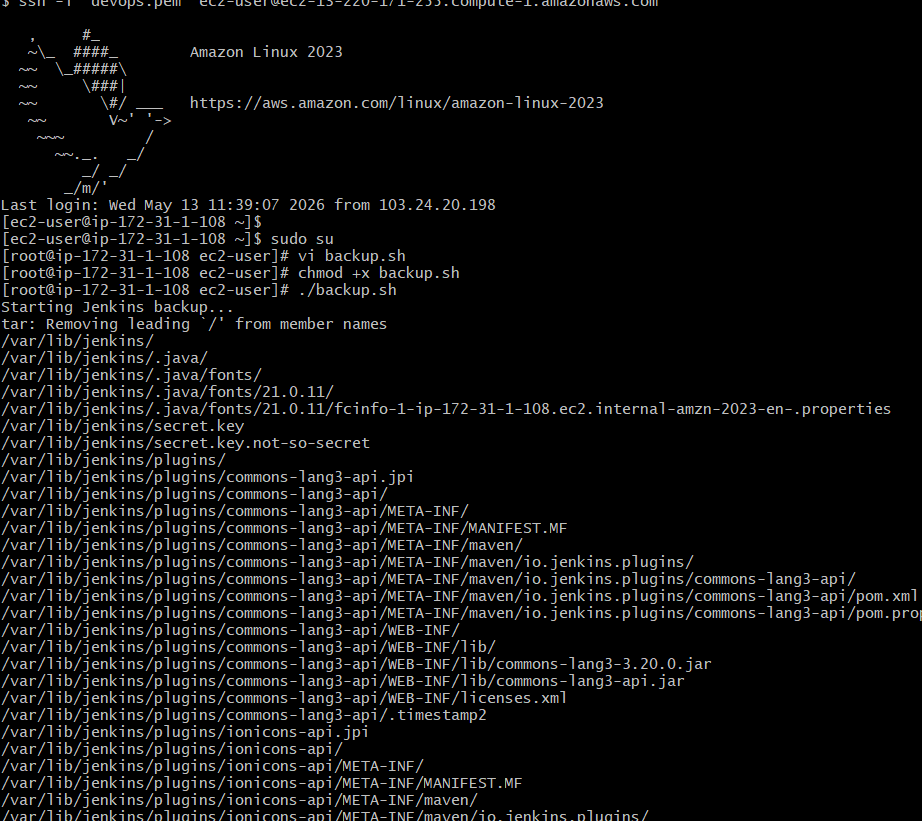 $ ssh -i "devops.pem" ec2-user@ec2-13-220-171-255.compute-1.amazonaws.com
   ,     #_
   ~\_  ####_        Amazon Linux 2023
  ~~  \_#####\
  ~~     \###|
  ~~       \#/ ___   https://aws.amazon.com/linux/amazon-linux-2023
   ~~       V~' '->
    ~~~         /
      ~~._.   _/
         _/ _/
       _/m/'
Last login: Wed May 13 11:39:07 2026 from 103.24.20.198
[ec2-user@ip-172-31-1-108 ~]$
[ec2-user@ip-172-31-1-108 ~]$ sudo su
[root@ip-172-31-1-108 ec2-user]# vi backup.sh
[root@ip-172-31-1-108 ec2-user]# chmod +x backup.sh
[root@ip-172-31-1-108 ec2-user]# ./backup.sh
Starting Jenkins backup...
tar: Removing leading `/' from member names
/var/lib/jenkins/
/var/lib/jenkins/.java/
/var/lib/jenkins/.java/fonts/
/var/lib/jenkins/.java/fonts/21.0.11/
/var/lib/jenkins/.java/fonts/21.0.11/fcinfo-1-ip-172-31-1-108.ec2.internal-amzn-2023-en-.properties
/var/lib/jenkins/secret.key
/var/lib/jenkins/secret.key.not-so-secret
/var/lib/jenkins/plugins/
/var/lib/jenkins/plugins/commons-lang3-api.jpi
/var/lib/jenkins/plugins/commons-lang3-api/
/var/lib/jenkins/plugins/commons-lang3-api/META-INF/
/var/lib/jenkins/plugins/commons-lang3-api/META-INF/MANIFEST.MF
/var/lib/jenkins/plugins/commons-lang3-api/META-INF/maven/
/var/lib/jenkins/plugins/commons-lang3-api/META-INF/maven/io.jenkins.plugins/
/var/lib/jenkins/plugins/commons-lang3-api/META-INF/maven/io.jenkins.plugins/commons-lang3-api/
/var/lib/jenkins/plugins/commons-lang3-api/META-INF/maven/io.jenkins.plugins/commons-lang3-api/pom.xml
/var/lib/jenkins/plugins/commons-lang3-api/META-INF/maven/io.jenkins.plugins/commons-lang3-api/pom.prop
/var/lib/jenkins/plugins/commons-lang3-api/WEB-INF/
/var/lib/jenkins/plugins/commons-lang3-api/WEB-INF/lib/
/var/lib/jenkins/plugins/commons-lang3-api/WEB-INF/lib/commons-lang3-3.20.0.jar
/var/lib/jenkins/plugins/commons-lang3-api/WEB-INF/lib/commons-lang3-api.jar
/var/lib/jenkins/plugins/commons-lang3-api/WEB-INF/licenses.xml
/var/lib/jenkins/plugins/commons-lang3-api/.timestamp2
/var/lib/jenkins/plugins/ionicons-api.jpi
/var/lib/jenkins/plugins/ionicons-api/
/var/lib/jenkins/plugins/ionicons-api/META-INF/
/var/lib/jenkins/plugins/ionicons-api/META-INF/MANIFEST.MF
/var/lib/jenkins/plugins/ionicons-api/META-INF/maven/
/var/lib/jenkins/plugins/ionicons-api/META-INF/maven/io.jenkins.plugins/